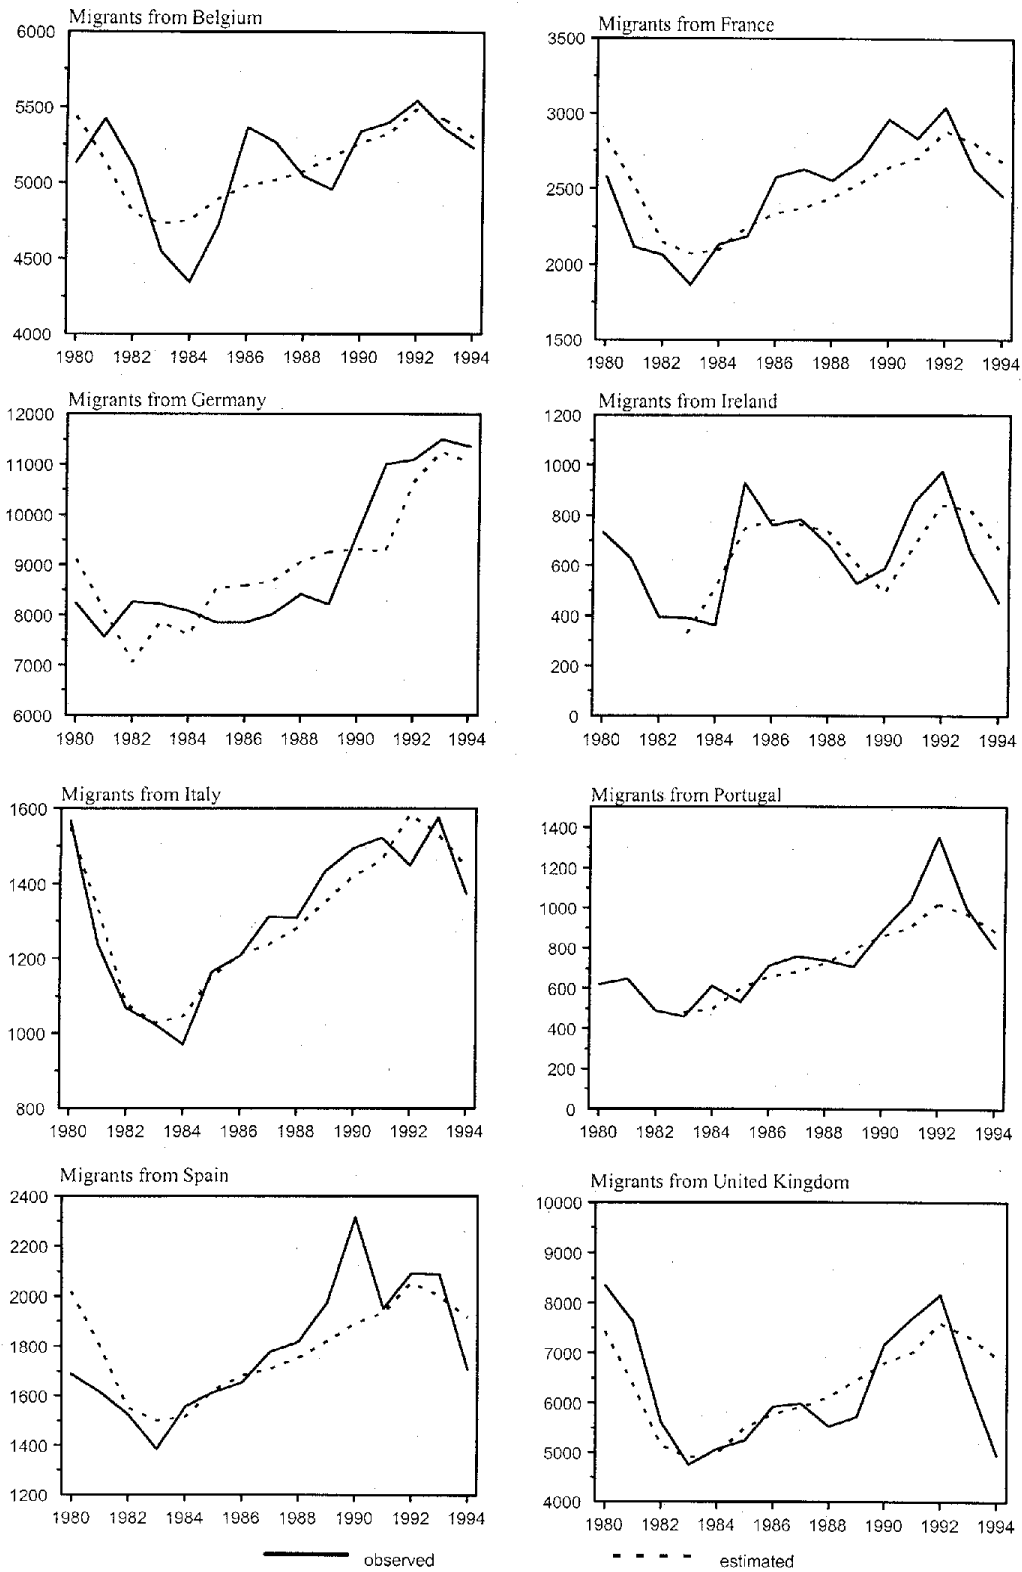 Migrants from Belgium
6000
5500
5000
4500
4000
1980 1982 1984 1986 1988 1990 1992 1994
Migrants from France
3500
3000
2500
2000
1500
1980 1982 1984 1986 1988 1990 1992 1994
Migrants from Germany
12000
11000
10000
9000
8000
7000
6000
1980 1982 1984 1986 1988 1990 1992 1994
Migrants from Ireland
1200
1000
800
600
400
200
0
1980 1982 1984 1986 1988 1990 1992 1994
Migrants from Italy
1600
1400
1200
1000
800
1980 1982 1984 1986 1988 1990 1992 1994
Migrants from Portugal
1400
1200
1000
800
600
400
200
0
1980 1982 1984 1986 1988 1990 1992 1994
Migrants from Spain
2400
2200
2000
1800
1600
1400
1200
1980 1982 1984 1986 1988 1990 1992 1994
Migrants from United Kingdom
10000
9000
8000
7000
6000
5000
4000
1980 1982 1984 1986 1988 1990 1992 1994
observed
estimated